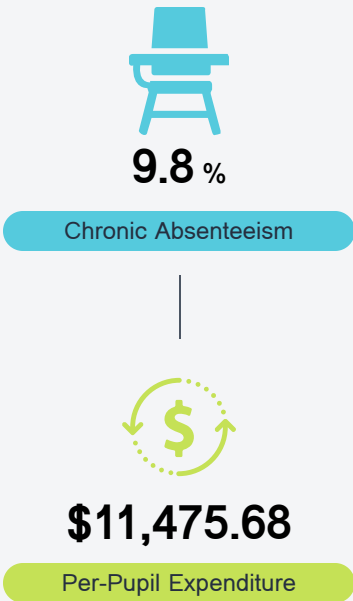 9.8 %
Chronic Absenteeism
$
$11,475.68
Per-Pupil Expenditure